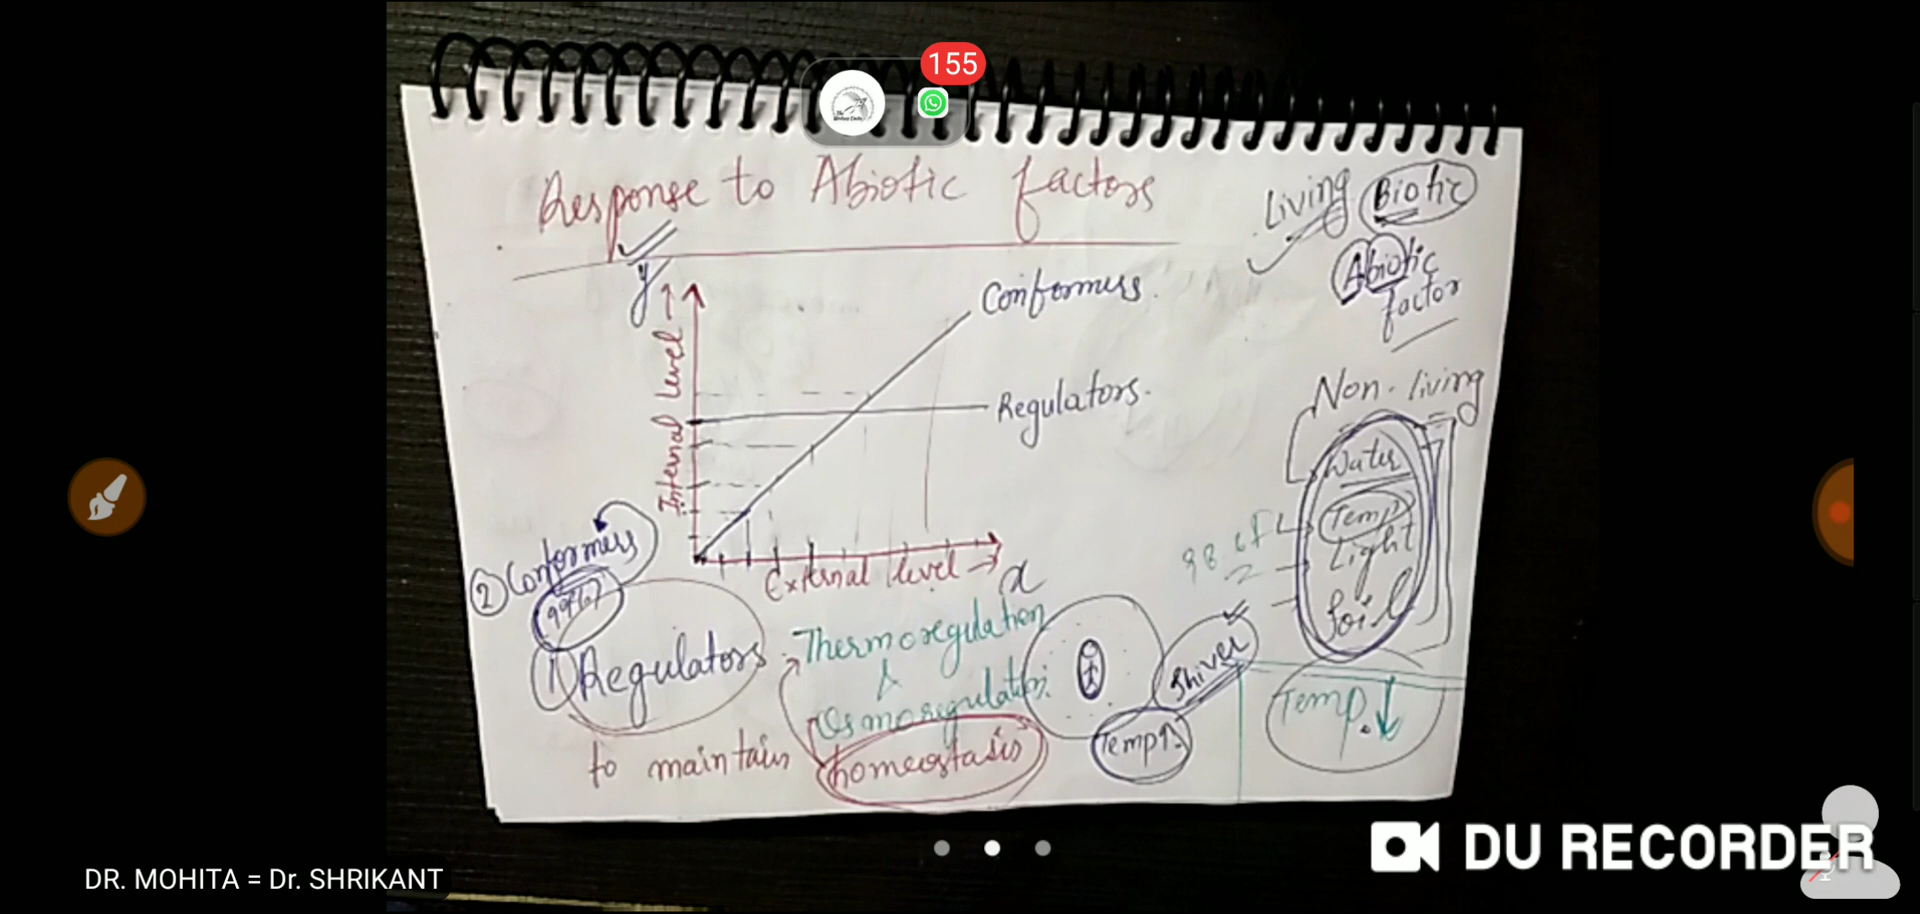 155
Response to Abiotic factors
Living Biotic
Abiotic
factor
y
Conformers
Internal level →
Regulators.
Non-living
Water
Temp
Light
Soil
98.6F
External level →
x
② Conformers
99%
① Regulators
Thermoregulation
&
Osmoregulation
Shiver
Temp↑
Temp. ↓
to maintain homeostasis
DU RECORDER
DR. MOHITA = Dr. SHRIKANT